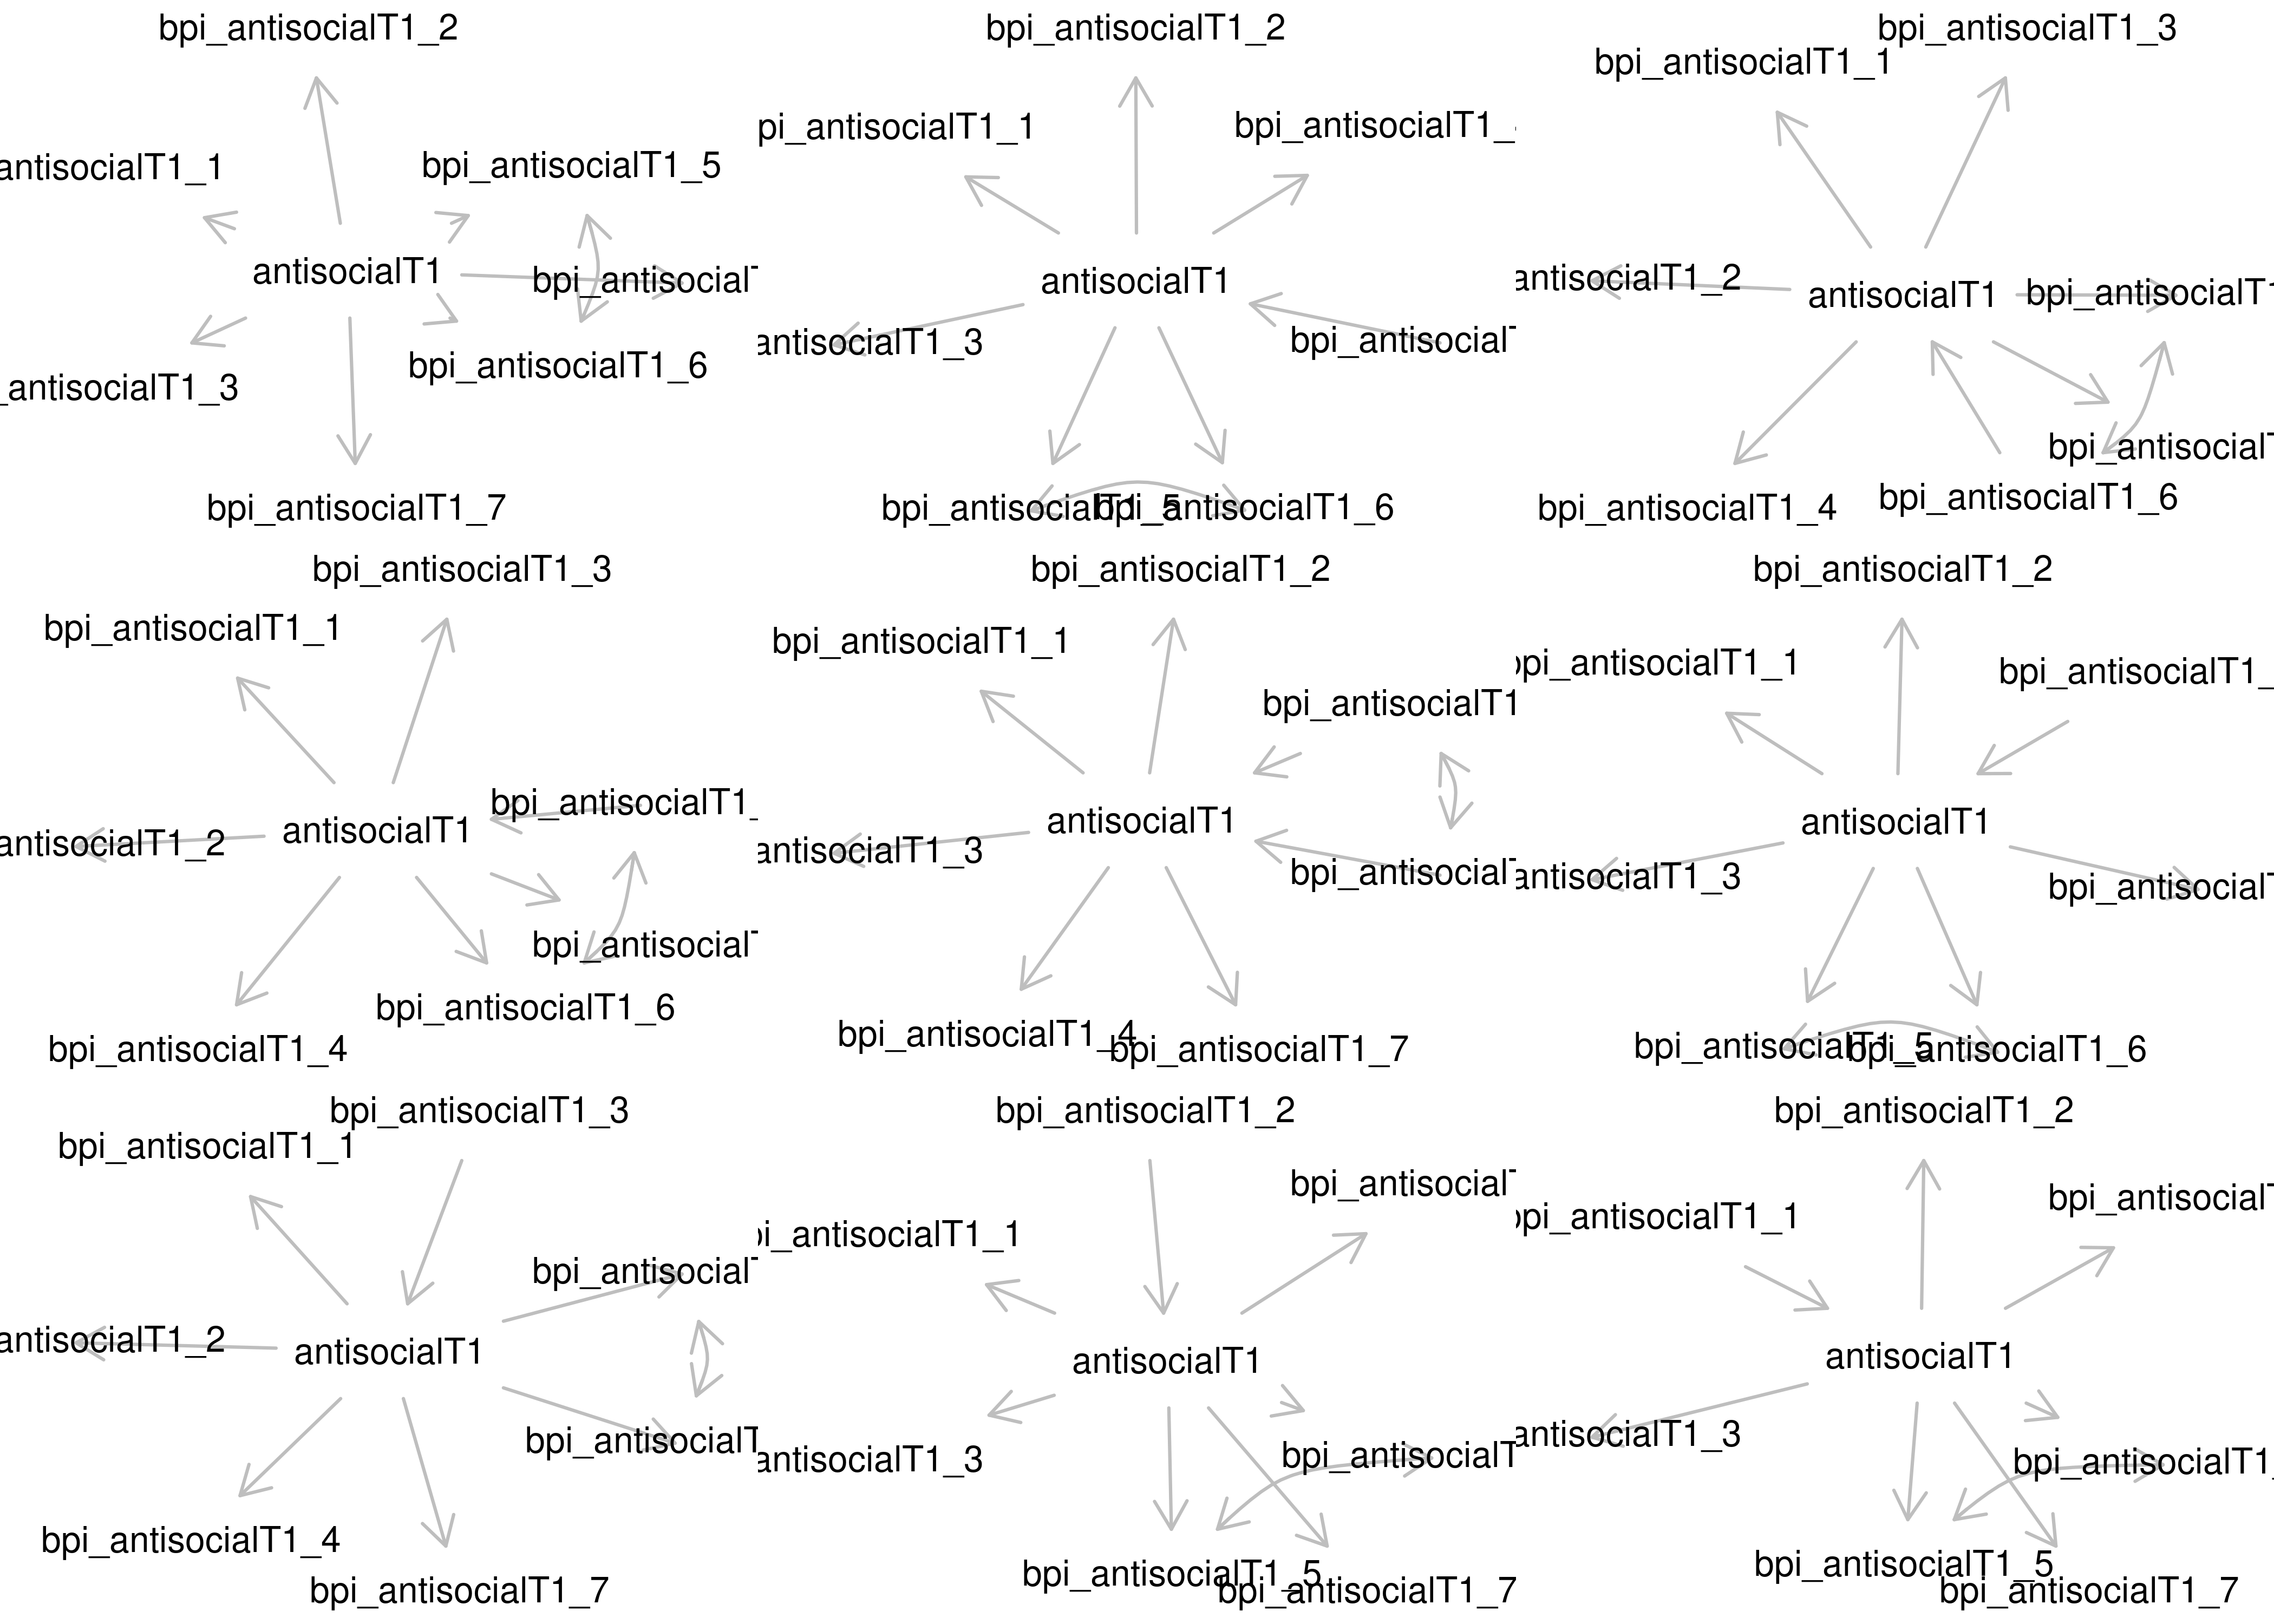 bpi_antisocialT1_2
antisocialT1_1
bpi_antisocialT1_5
antisocialT1
bpi_antisocial
_antisocialT1_3
bpi_antisocialT1_6
bpi_antisocialT1_7
bpi_antisocialT1_2
pi_antisocialT1_1
bpi_antisocialT1_
antisocialT1
antisocialT1_3
bpi_antisocial
bpi_antisocialT1_5
bpi_antisocialT1_6
bpi_antisocialT1_3
bpi_antisocialT1_1
antisocialT1_2
antisocialT1
bpi_antisocialT1
bpi_antisocial
bpi_antisocialT1_6
bpi_antisocialT1_4
bpi_antisocialT1_3
bpi_antisocialT1_1
bpi_antisocialT1_
antisocialT1
antisocialT1_2
bpi_antisocial
bpi_antisocialT1_6
bpi_antisocialT1_4
bpi_antisocialT1_2
bpi_antisocialT1_1
bpi_antisocialT1
antisocialT1
antisocialT1_3
bpi_antisocial
bpi_antisocialT1_4
bpi_antisocialT1_7
bpi_antisocialT1_2
pi_antisocialT1_1
bpi_antisocialT1_
antisocialT1
antisocialT1_3
bpi_antisocial
bpi_antisocialT1_5
bpi_antisocialT1_6
bpi_antisocialT1_3
bpi_antisocialT1_1
bpi_antisocial
antisocialT1_2
antisocialT1
bpi_antisocialT
bpi_antisocialT1_4
bpi_antisocialT1_7
bpi_antisocialT1_2
bpi_antisocial
i_antisocialT1_1
antisocialT1
antisocialT1_3
bpi_antisocialT
bpi_antisocialT1_5
bpi_antisocialT1_7
bpi_antisocialT1_2
bpi_antisocial
pi_antisocialT1_1
antisocialT1
antisocialT1_3
bpi_antisocialT1_
bpi_antisocialT1_5
bpi_antisocialT1_7